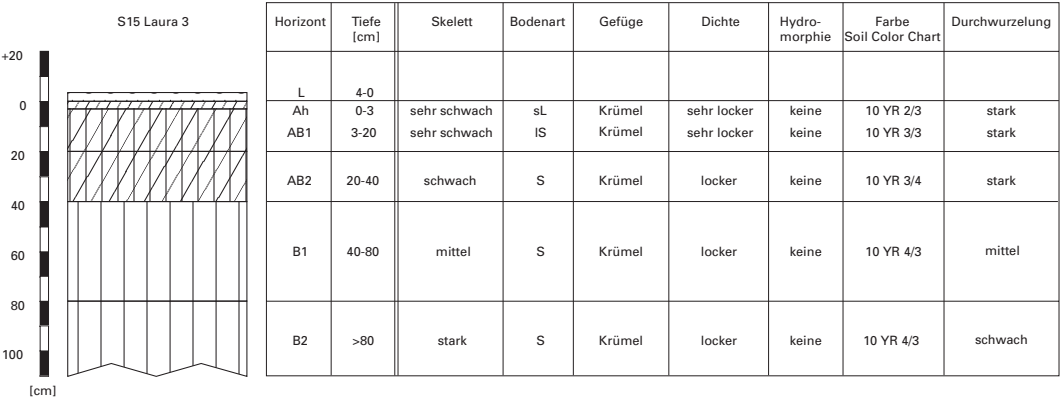 S15 Laura 3
Horizont Tiefe [cm] Skelett Bodenart Gefüge Dichte Hydro-morphie Farbe Soil Color Chart Durchwurzelung
L 4-0
Ah 0-3 sehr schwach sL Krümel sehr locker keine 10 YR 2/3 stark
AB1 3-20 sehr schwach lS Krümel sehr locker keine 10 YR 3/3 stark
AB2 20-40 schwach S Krümel locker keine 10 YR 3/4 stark
B1 40-80 mittel S Krümel locker keine 10 YR 4/3 mittel
B2 >80 stark S Krümel locker keine 10 YR 4/3 schwach
+20
0
20
40
60
80
100
[cm]